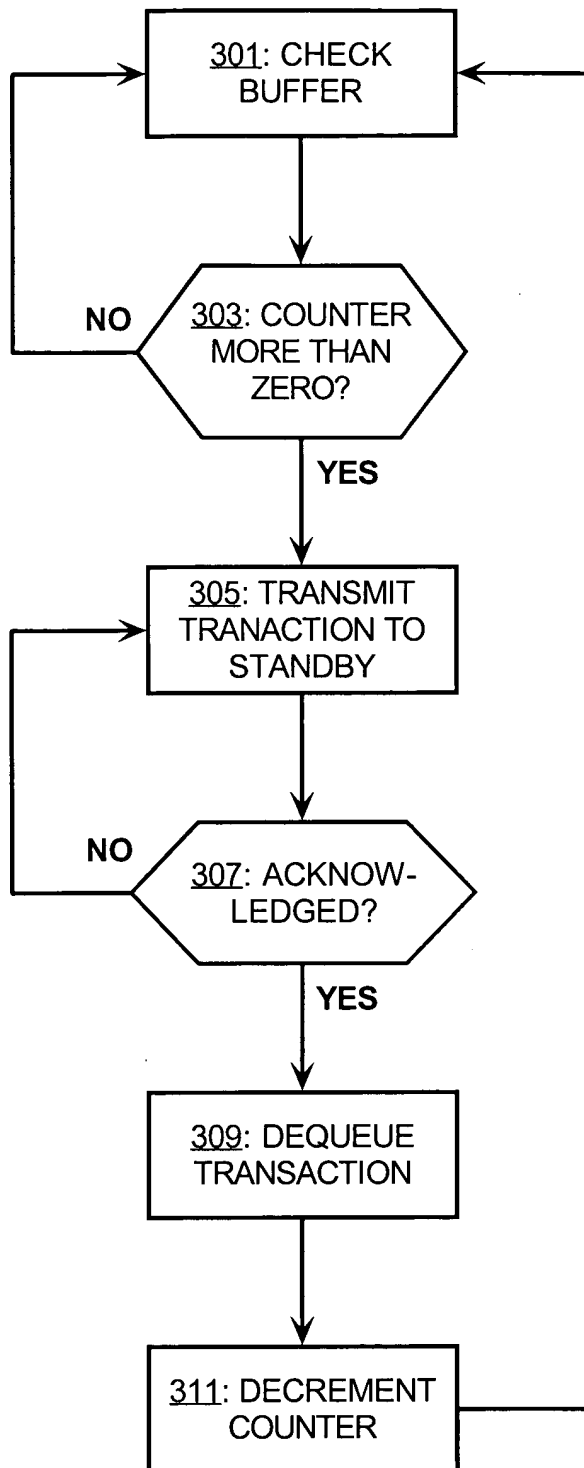 301: CHECK
BUFFER
NO
303: COUNTER
MORE THAN
ZERO?
YES
305: TRANSMIT
TRANACTION TO
STANDBY
NO
307: ACKNOW-
LEDGED?
YES
309: DEQUEUE
TRANSACTION
311: DECREMENT
COUNTER